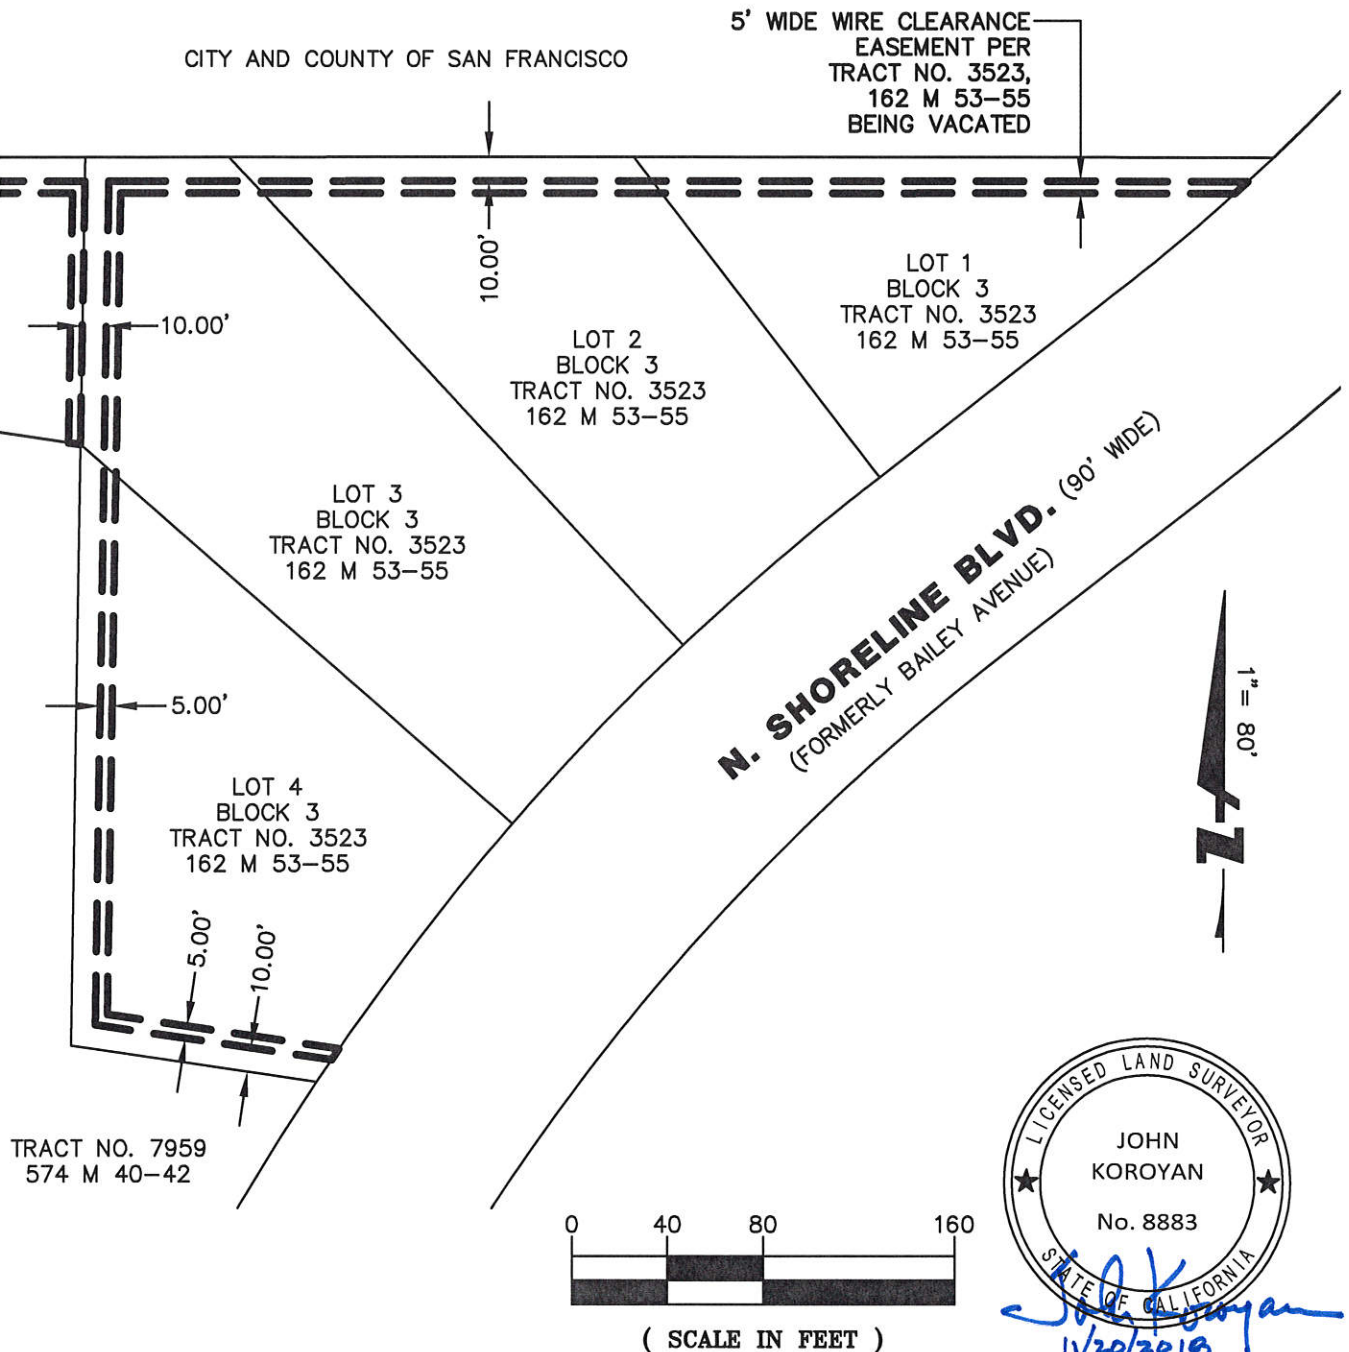 5' WIDE WIRE CLEARANCE
EASEMENT PER
TRACT NO. 3523,
162 M 53–55
BEING VACATED
CITY AND COUNTY OF SAN FRANCISCO
10.00'
10.00'
LOT 1
BLOCK 3
TRACT NO. 3523
162 M 53–55
LOT 2
BLOCK 3
TRACT NO. 3523
162 M 53–55
LOT 3
BLOCK 3
TRACT NO. 3523
162 M 53–55
N. SHORELINE BLVD. (90' WIDE)
(FORMERLY BAILEY AVENUE)
1"= 80'
N
5.00'
LOT 4
BLOCK 3
TRACT NO. 3523
162 M 53–55
5.00'
10.00'
TRACT NO. 7959
574 M 40–42
0 40 80 160
( SCALE IN FEET )
LICENSED LAND SURVEYOR
JOHN
KOROYAN
No. 8883
STATE OF CALIFORNIA
John Koroyan
11/20/2018